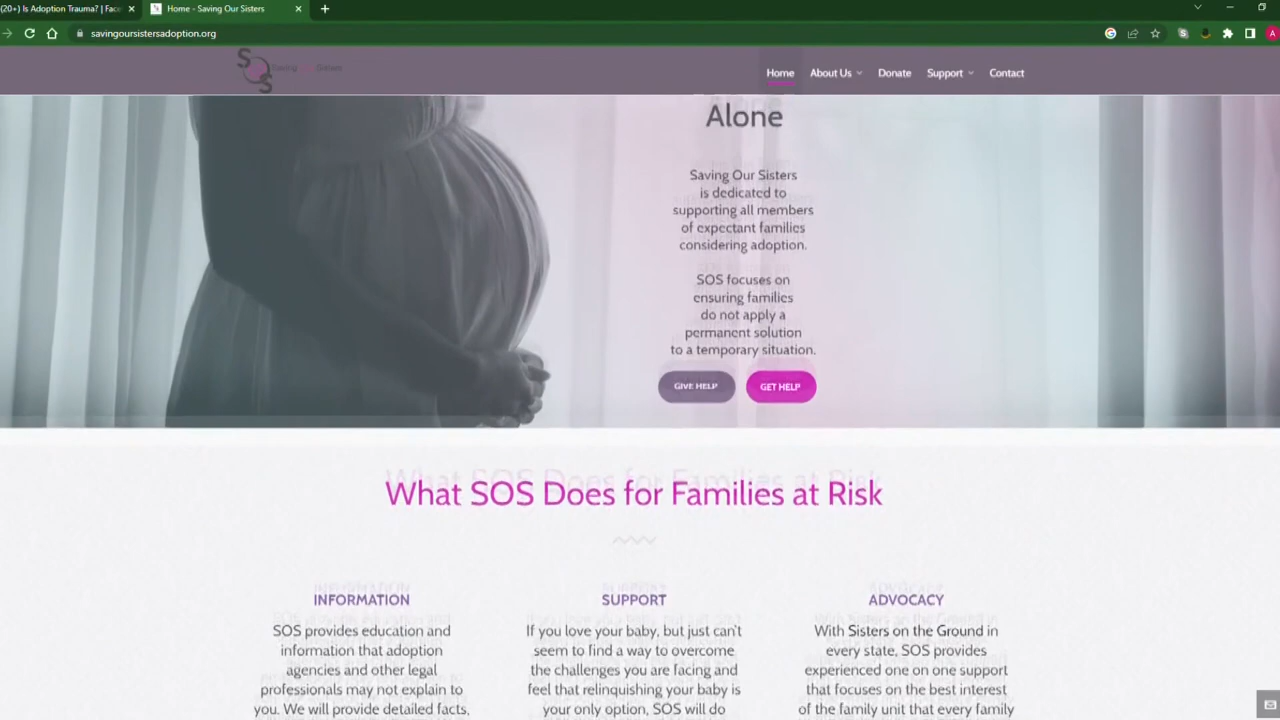 (20+) Is Adoption Trauma? | Face
Home - Saving Our Sisters
savingoursistersadoption.org
A
SOS
Saving Our Sisters
Home
About Us
Donate
Support
Contact
Alone
Saving Our Sisters
is dedicated to
supporting all members
of expectant families
considering adoption.
SOS focuses on
ensuring families
do not apply a
permanent solution
to a temporary situation.
GIVE HELP
GET HELP
What SOS Does for Families at Risk
INFORMATION
SOS provides education and
information that adoption
agencies and other legal
professionals may not explain to
you. We will provide detailed facts,
SUPPORT
If you love your baby, but just can't
seem to find a way to overcome
the challenges you are facing and
feel that relinquishing your baby is
your only option, SOS will do
ADVOCACY
With Sisters on the Ground in
every state, SOS provides
experienced one on one support
that focuses on the best interest
of the family unit that every family